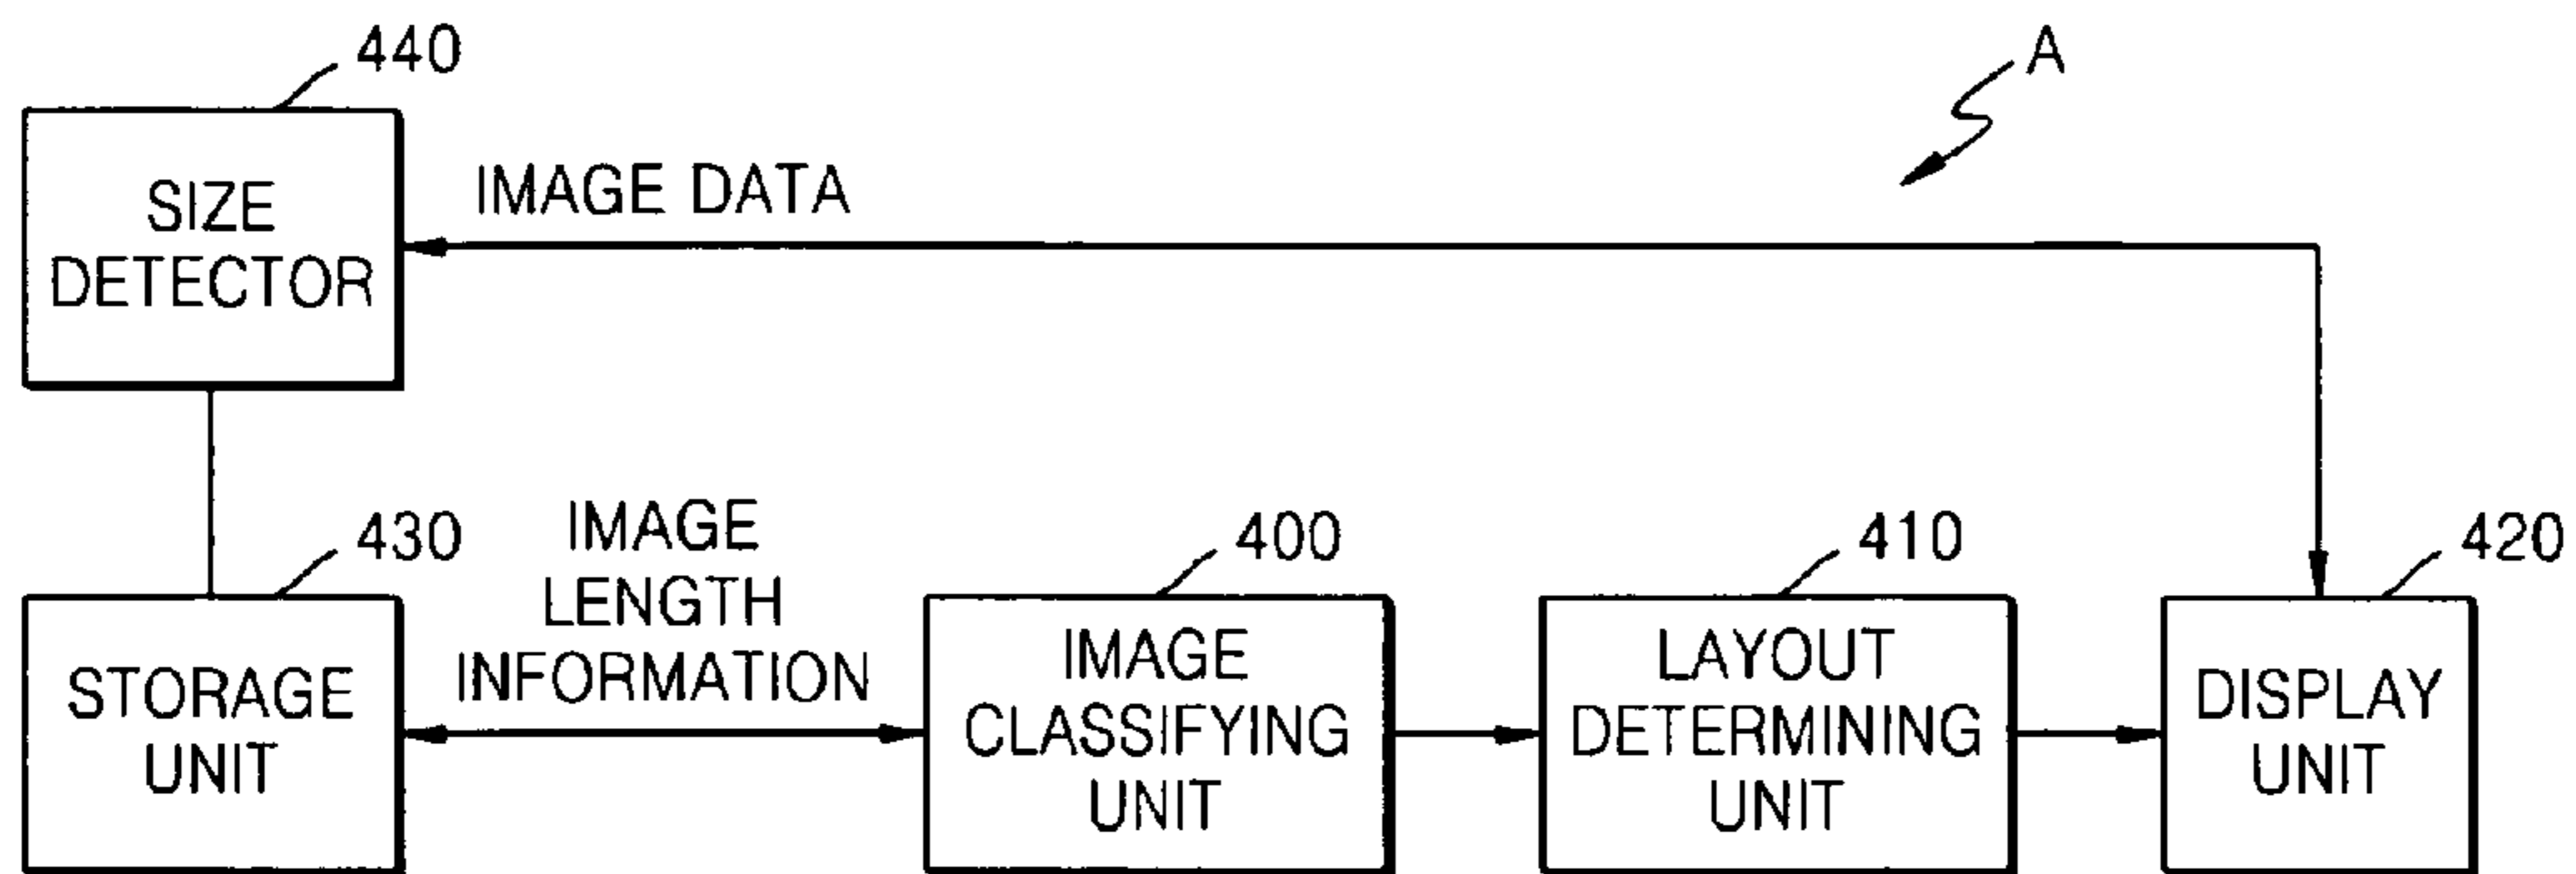 440
A
SIZE
DETECTOR
IMAGE DATA
430
STORAGE
UNIT
IMAGE
LENGTH
INFORMATION
400
IMAGE
CLASSIFYING
UNIT
410
LAYOUT
DETERMINING
UNIT
420
DISPLAY
UNIT